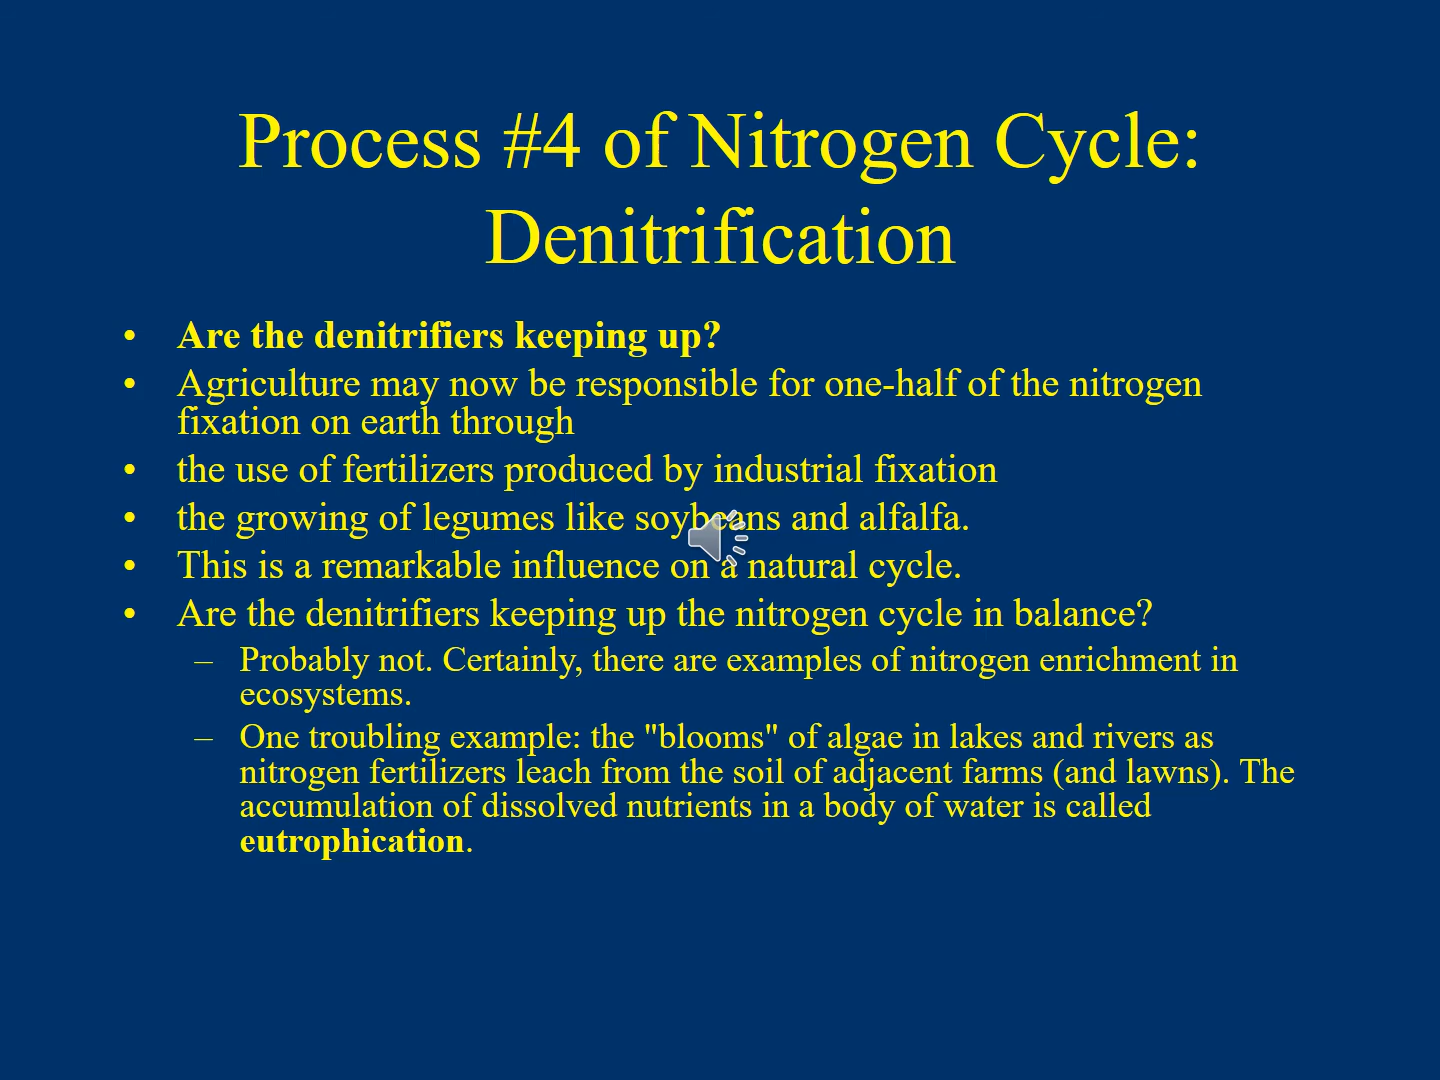 Process #4 of Nitrogen Cycle:
Denitrification
• Are the denitrifiers keeping up?
• Agriculture may now be responsible for one-half of the nitrogen
fixation on earth through
• the use of fertilizers produced by industrial fixation
• the growing of legumes like soybeans and alfalfa.
• This is a remarkable influence on a natural cycle.
• Are the denitrifiers keeping up the nitrogen cycle in balance?
– Probably not. Certainly, there are examples of nitrogen enrichment in
ecosystems.
– One troubling example: the "blooms" of algae in lakes and rivers as
nitrogen fertilizers leach from the soil of adjacent farms (and lawns). The
accumulation of dissolved nutrients in a body of water is called
eutrophication.